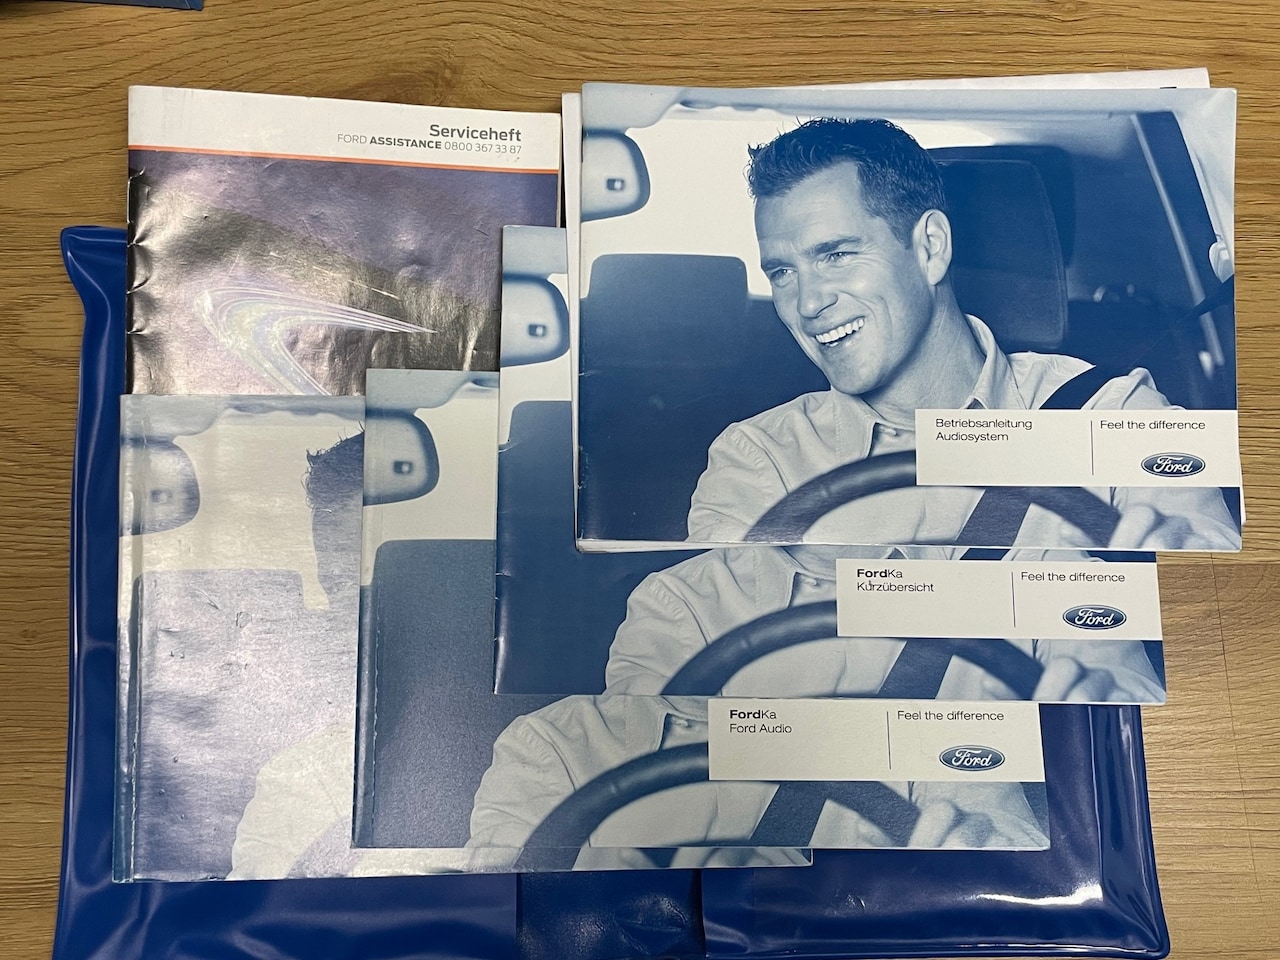 Serviceheft
FORD ASSISTANCE 0800 367 33 87
Betriebsanleitung
Audiosystem
Feel the difference
Ford
FordKa
Kurzübersicht
Feel the difference
Ford
FordKa
Ford Audio
Feel the difference
Ford